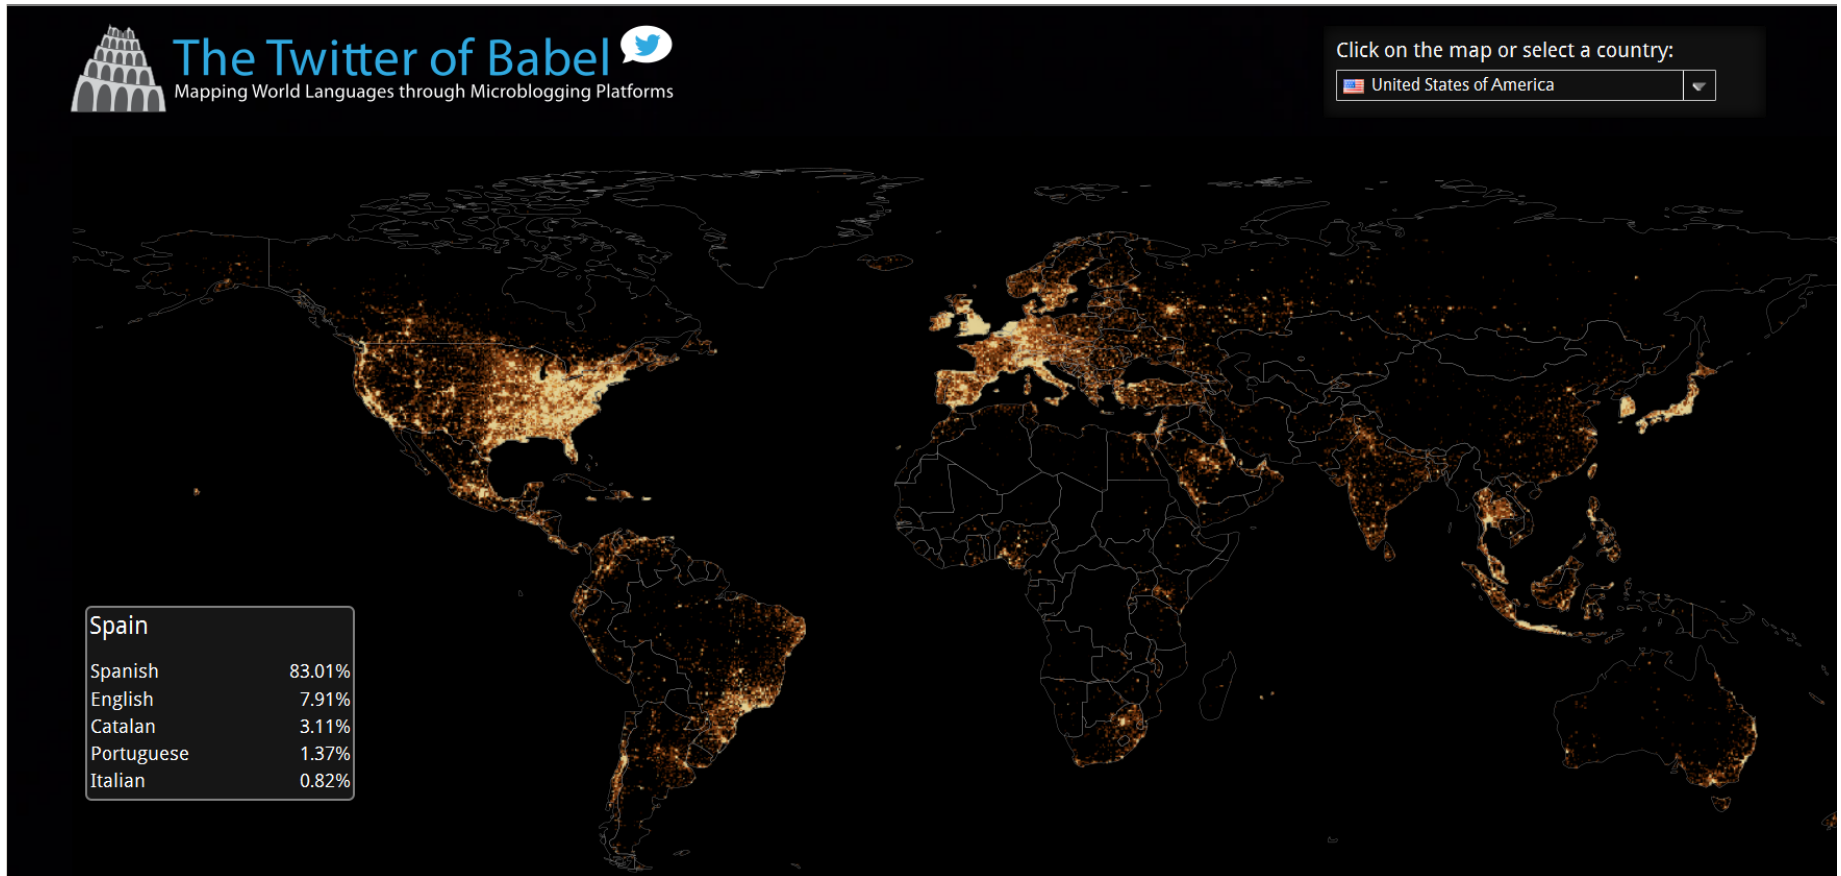 The Twitter of Babel
Mapping World Languages through Microblogging Platforms
Click on the map or select a country:
United States of America
Spain
Spanish 83.01%
English 7.91%
Catalan 3.11%
Portuguese 1.37%
Italian 0.82%